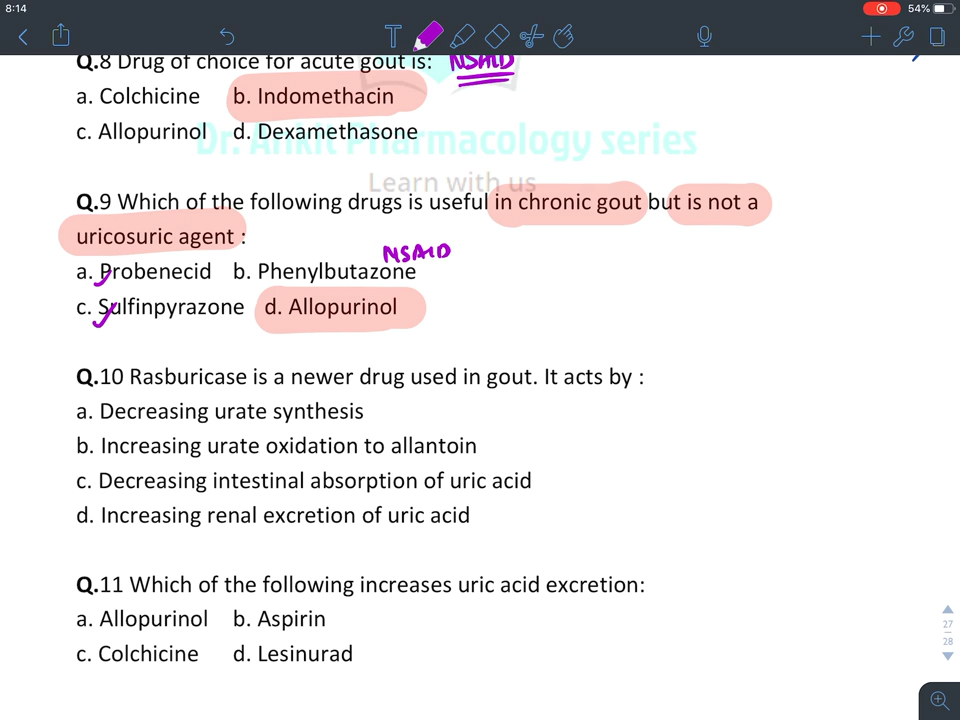 8:14
54%
Q.8 Drug of choice for acute gout is: NSAID
a. Colchicine b. Indomethacin
c. Allopurinol d. Dexamethasone
Dr. Ankit Pharmacology series
Learn with us
Q.9 Which of the following drugs is useful in chronic gout but is not a
uricosuric agent :
NSAID
a. Probenecid b. Phenylbutazone
c. Sulfinpyrazone d. Allopurinol
Q.10 Rasburicase is a newer drug used in gout. It acts by :
a. Decreasing urate synthesis
b. Increasing urate oxidation to allantoin
c. Decreasing intestinal absorption of uric acid
d. Increasing renal excretion of uric acid
Q.11 Which of the following increases uric acid excretion:
a. Allopurinol b. Aspirin
c. Colchicine d. Lesinurad
27
28